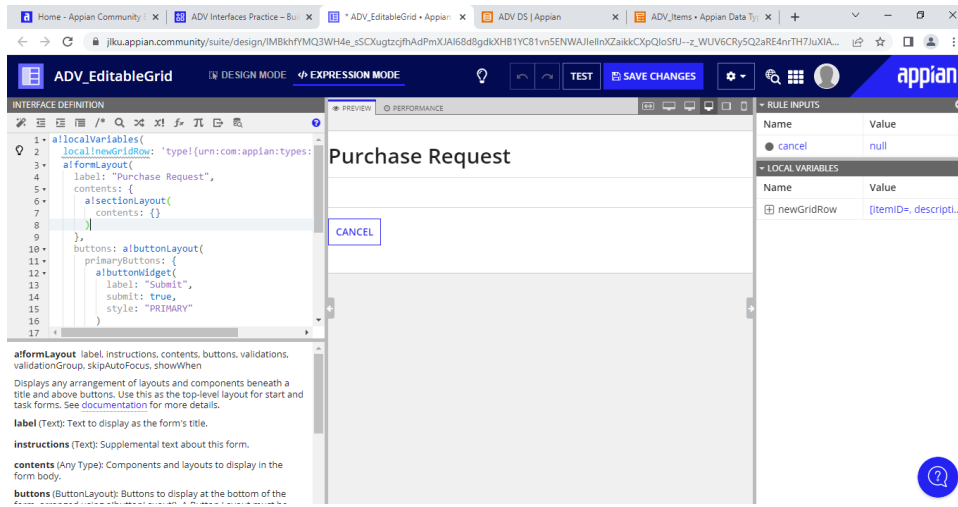 Home - Appian Community E
ADV Interfaces Practice – Buil
* ADV_EditableGrid • Appian
ADV DS | Appian
ADV_Items • Appian Data Typ
jlku.appian.community/suite/design/
ADV_EditableGrid
DESIGN MODE
EXPRESSION MODE
TEST
SAVE CHANGES
appian
INTERFACE DEFINITION
1 a!localVariables(
2 local!newGridRow: 'type!{urn:com:appian:types:
3 a!formLayout(
4 label: "Purchase Request",
5 contents: {
6 a!sectionLayout(
7 contents: {}
8 )
9 },
10 buttons: a!buttonLayout(
11 primaryButtons: {
12 a!buttonWidget(
13 label: "Submit",
14 submit: true,
15 style: "PRIMARY"
16 )
17
a!formLayout label, instructions, contents, buttons, validations,
validationGroup, skipAutoFocus, showWhen
Displays any arrangement of layouts and components beneath a
title and above buttons. Use this as the top-level layout for start and
task forms. See documentation for more details.
label (Text): Text to display as the form's title.
instructions (Text): Supplemental text about this form.
contents (Any Type): Components and layouts to display in the
form body.
buttons (ButtonLayout): Buttons to display at the bottom of the
PREVIEW
PERFORMANCE
Purchase Request
CANCEL
RULE INPUTS
Name Value
cancel null
LOCAL VARIABLES
Name Value
newGridRow [itemID=, descripti...